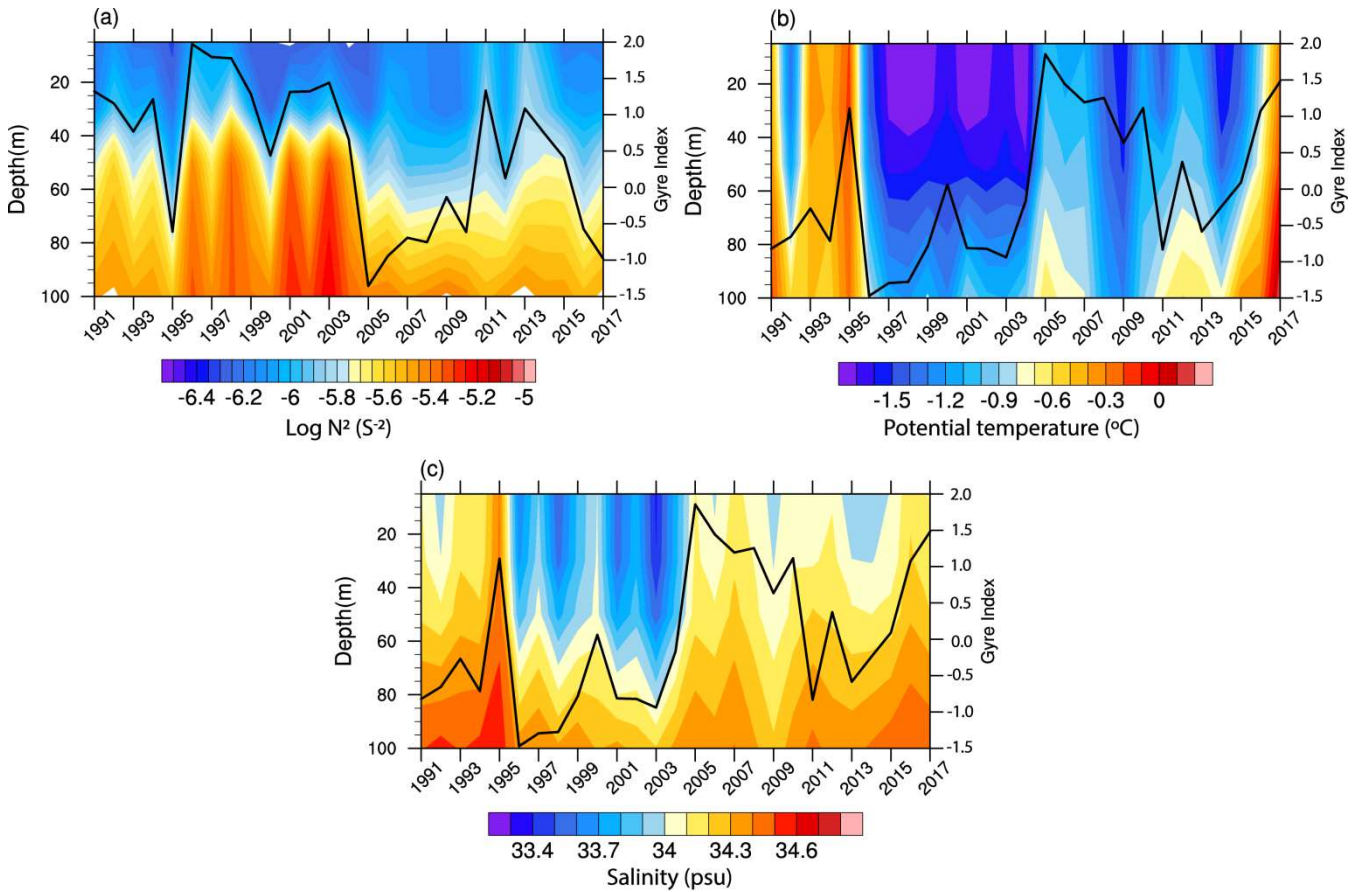 (a)
20
40
60
80
100
Depth(m)
2.0
1.5
1.0
0.5
0.0
-0.5
-1.0
-1.5
Gyre Index
1991 1993 1995 1997 1999 2001 2003 2005 2007 2009 2011 2013 2015 2017
-6.4 -6.2 -6 -5.8 -5.6 -5.4 -5.2 -5
Log N² (S⁻²)
(b)
20
40
60
80
100
Depth(m)
2.0
1.5
1.0
0.5
0.0
-0.5
-1.0
-1.5
Gyre Index
1991 1993 1995 1997 1999 2001 2003 2005 2007 2009 2011 2013 2015 2017
-1.5 -1.2 -0.9 -0.6 -0.3 0
Potential temperature (ºC)
(c)
20
40
60
80
100
Depth(m)
2.0
1.5
1.0
0.5
0.0
-0.5
-1.0
-1.5
Gyre Index
1991 1993 1995 1997 1999 2001 2003 2005 2007 2009 2011 2013 2015 2017
33.4 33.7 34 34.3 34.6
Salinity (psu)